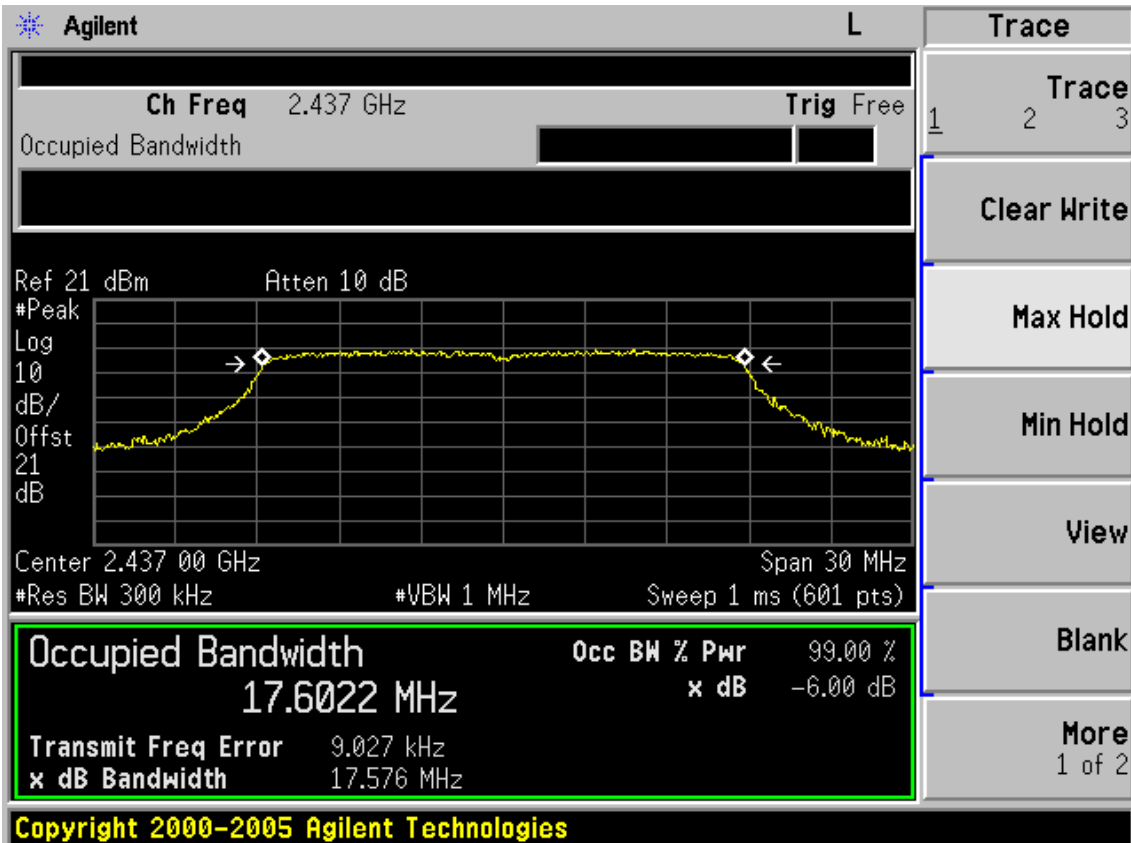 Agilent L Trace
Ch Freq 2.437 GHz Trig Free
Occupied Bandwidth
Ref 21 dBm Atten 10 dB
#Peak
Log
10
dB/
Offst
21
dB
Center 2.437 00 GHz Span 30 MHz
#Res BW 300 kHz #VBW 1 MHz Sweep 1 ms (601 pts)
Occupied Bandwidth
17.6022 MHz
Occ BW % Pwr 99.00 %
x dB -6.00 dB
Transmit Freq Error 9.027 kHz
x dB Bandwidth 17.576 MHz
Trace
1 2 3
Clear Write
Max Hold
Min Hold
View
Blank
More
1 of 2
Copyright 2000-2005 Agilent Technologies